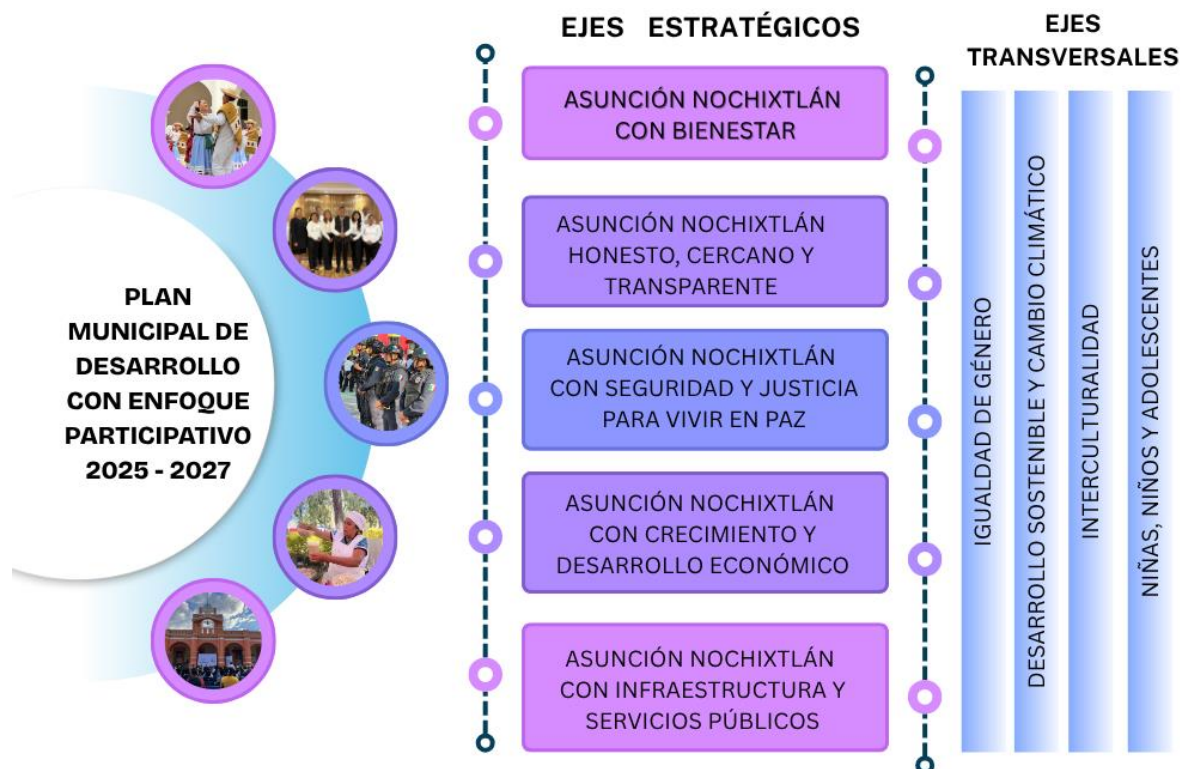 PLAN
MUNICIPAL DE
DESARROLLO
CON ENFOQUE
PARTICIPATIVO
2025 - 2027
EJES ESTRATÉGICOS
ASUNCIÓN NOCHIXTLÁN
CON BIENESTAR
ASUNCIÓN NOCHIXTLÁN
HONESTO, CERCANO Y
TRANSPARENTE
ASUNCIÓN NOCHIXTLÁN
CON SEGURIDAD Y JUSTICIA
PARA VIVIR EN PAZ
ASUNCIÓN NOCHIXTLÁN
CON CRECIMIENTO Y
DESARROLLO ECONÓMICO
ASUNCIÓN NOCHIXTLÁN
CON INFRAESTRUCTURA Y
SERVICIOS PÚBLICOS
EJES
TRANSVERSALES
IGUALDAD DE GÉNERO
DESARROLLO SOSTENIBLE Y CAMBIO CLIMÁTICO
INTERCULTURALIDAD
NIÑAS, NIÑOS Y ADOLESCENTES